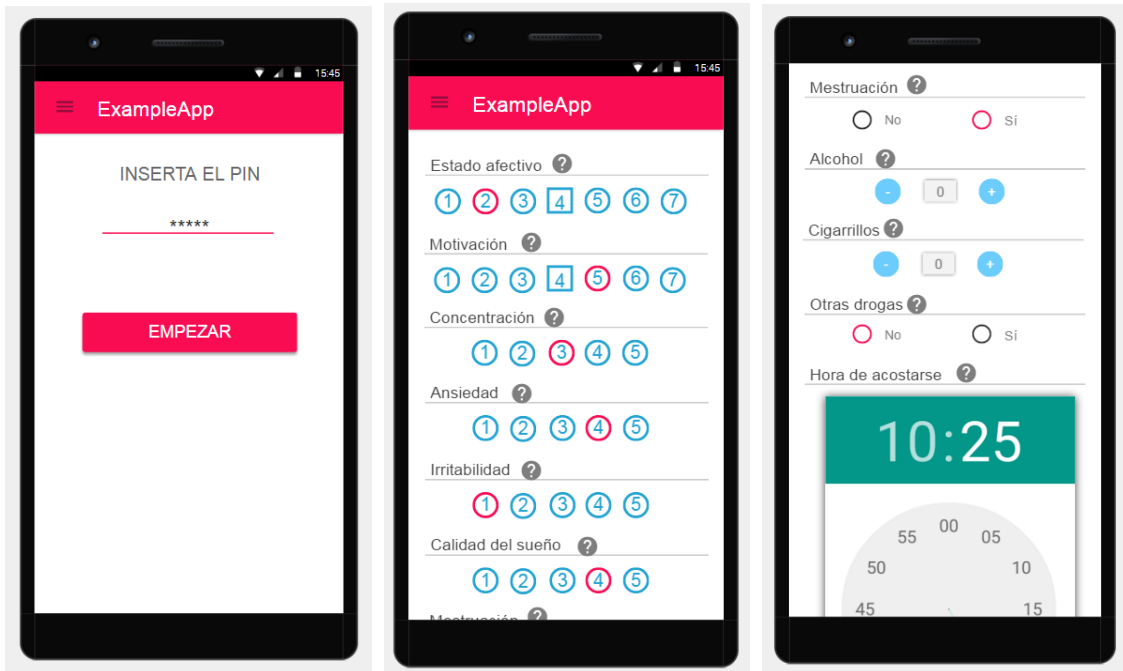 15:45
ExampleApp
INSERTA EL PIN
*****
EMPEZAR
15:45
ExampleApp
Estado afectivo ?
1 2 3 4 5 6 7
Motivación ?
1 2 3 4 5 6 7
Concentración ?
1 2 3 4 5
Ansiedad ?
1 2 3 4 5
Irritabilidad ?
1 2 3 4 5
Calidad del sueño ?
1 2 3 4 5
Mestruación ?
Mestruación ?
No Sí
Alcohol ?
- 0 +
Cigarrillos ?
- 0 +
Otras drogas ?
No Sí
Hora de acostarse ?
10:25
55 00 05
50 10
45 15